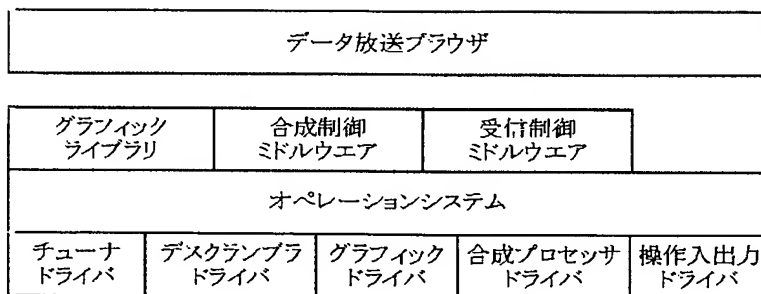 データ放送ブラウザ
グラフィック 合成制御 受信制御
ライブラリ ミドルウエア ミドルウエア
オペレーションシステム
チューナ デスクランブラ グラフィック 合成プロセッサ 操作入出力
ドライバ ドライバ ドライバ ドライバ ドライバ